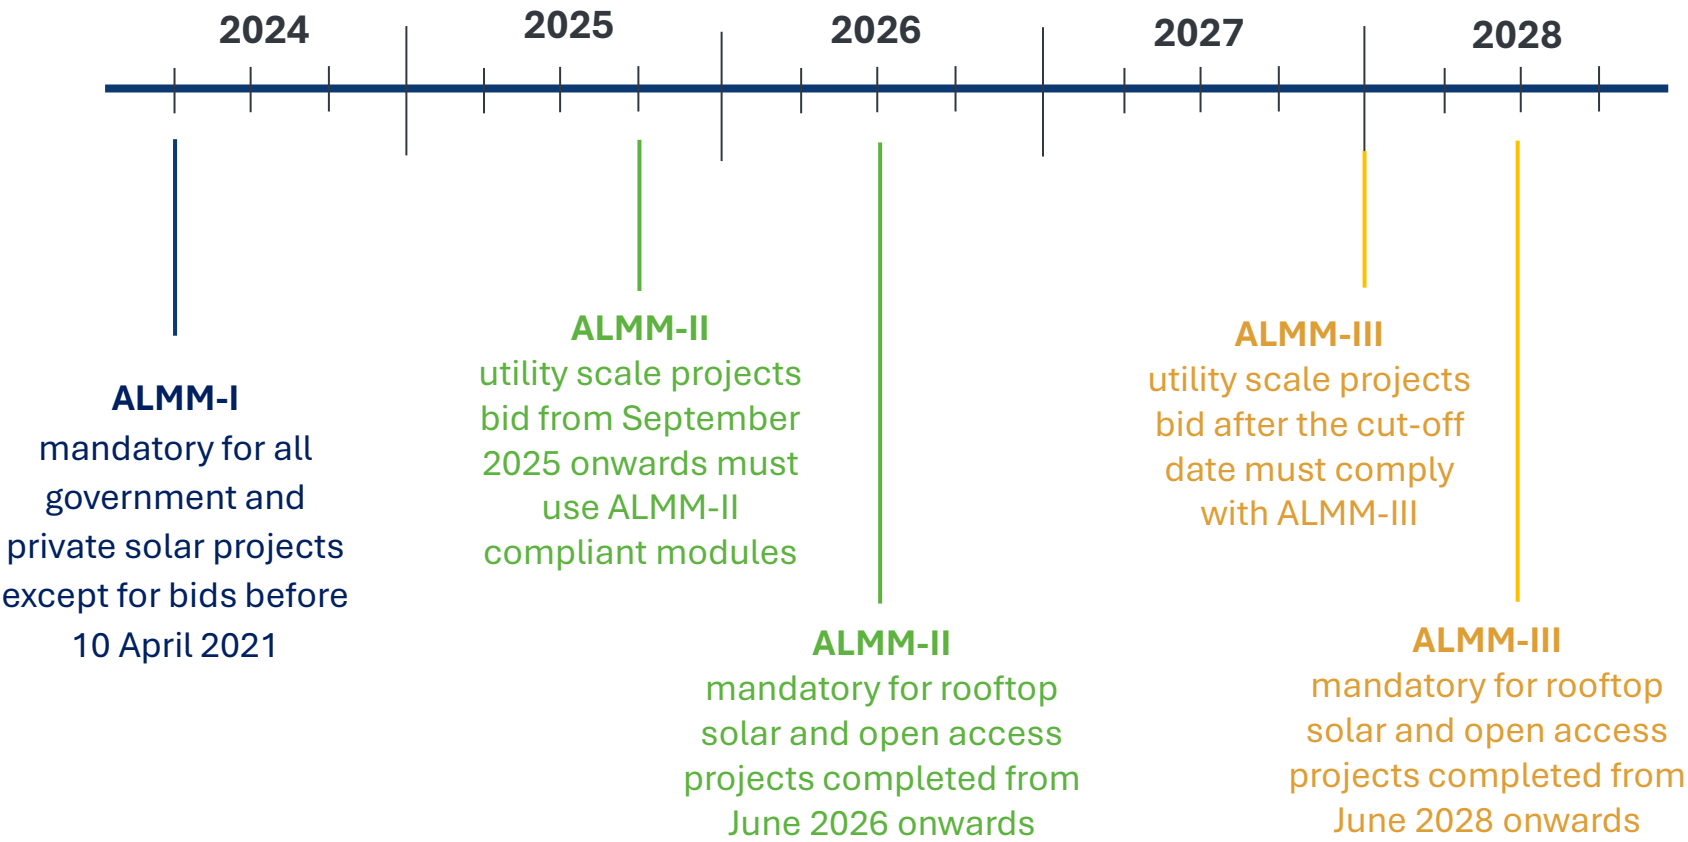 2024
2025
2026
2027
2028
ALMM-I
mandatory for all
government and
private solar projects
except for bids before
10 April 2021
ALMM-II
utility scale projects
bid from September
2025 onwards must
use ALMM-II
compliant modules
ALMM-II
mandatory for rooftop
solar and open access
projects completed from
June 2026 onwards
ALMM-III
utility scale projects
bid after the cut-off
date must comply
with ALMM-III
ALMM-III
mandatory for rooftop
solar and open access
projects completed from
June 2028 onwards